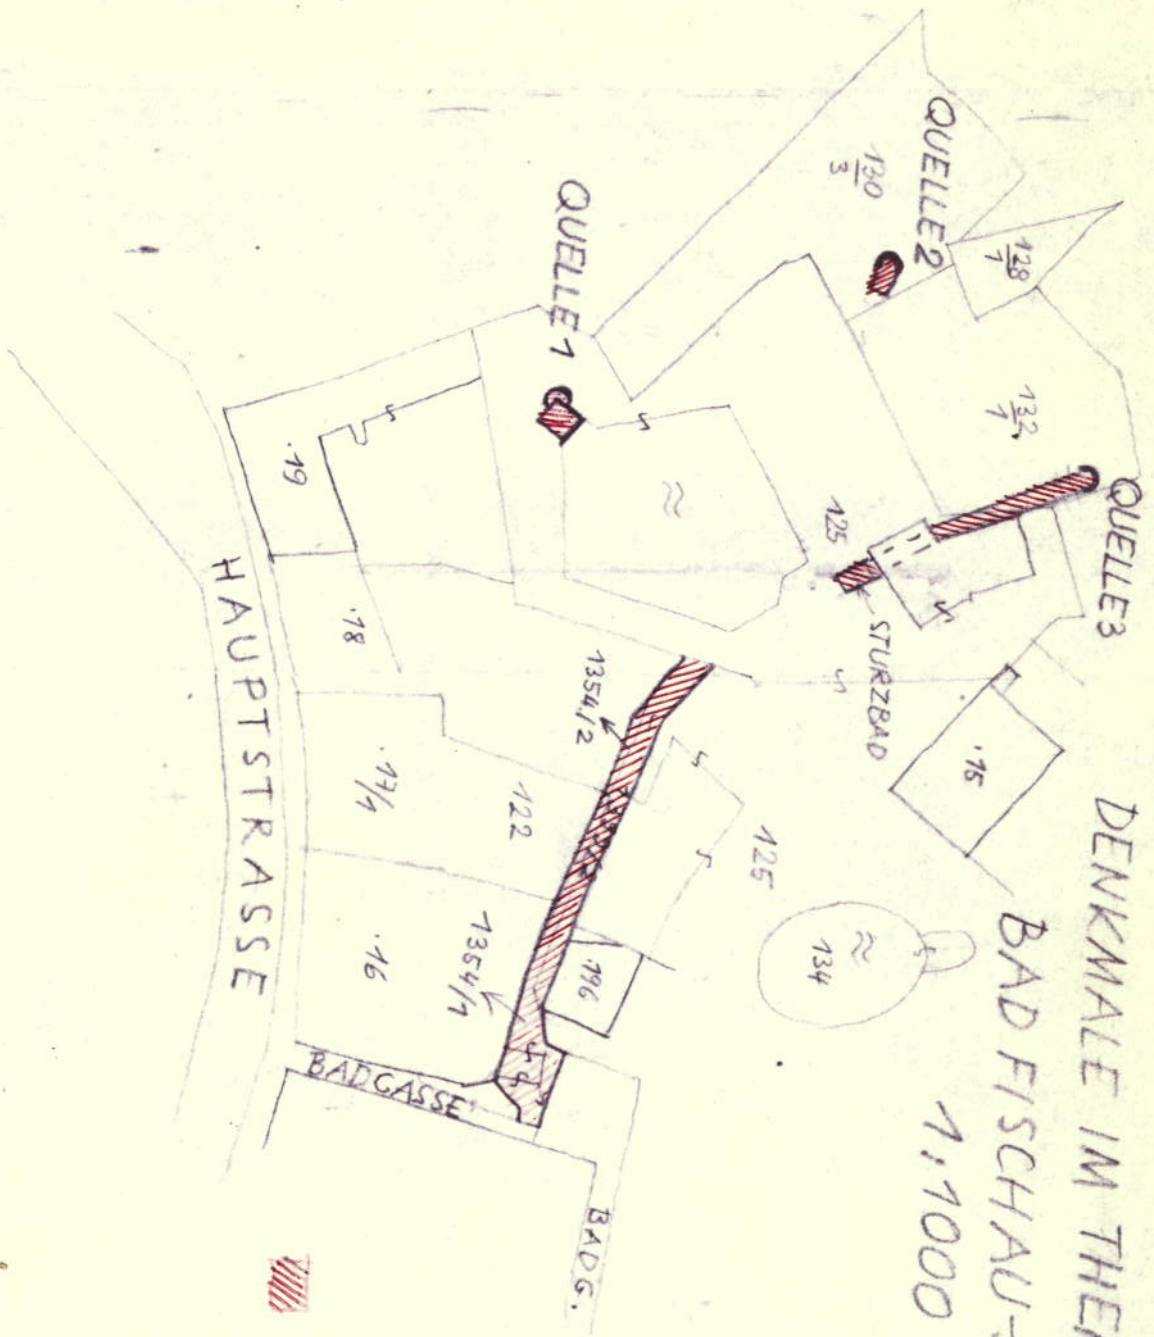 DENKMALE IM THE
BAD FISCHAU-
1:1000
QUELLE 1
QUELLE 2
QUELLE 3
130
3
128
1
132
1
125
STURZBAD
.19
.18
.17/1
.16
.15
122
125
134
.196
1354/2
1354/1
HAUPTSTRASSE
BADGASSE
BADG.